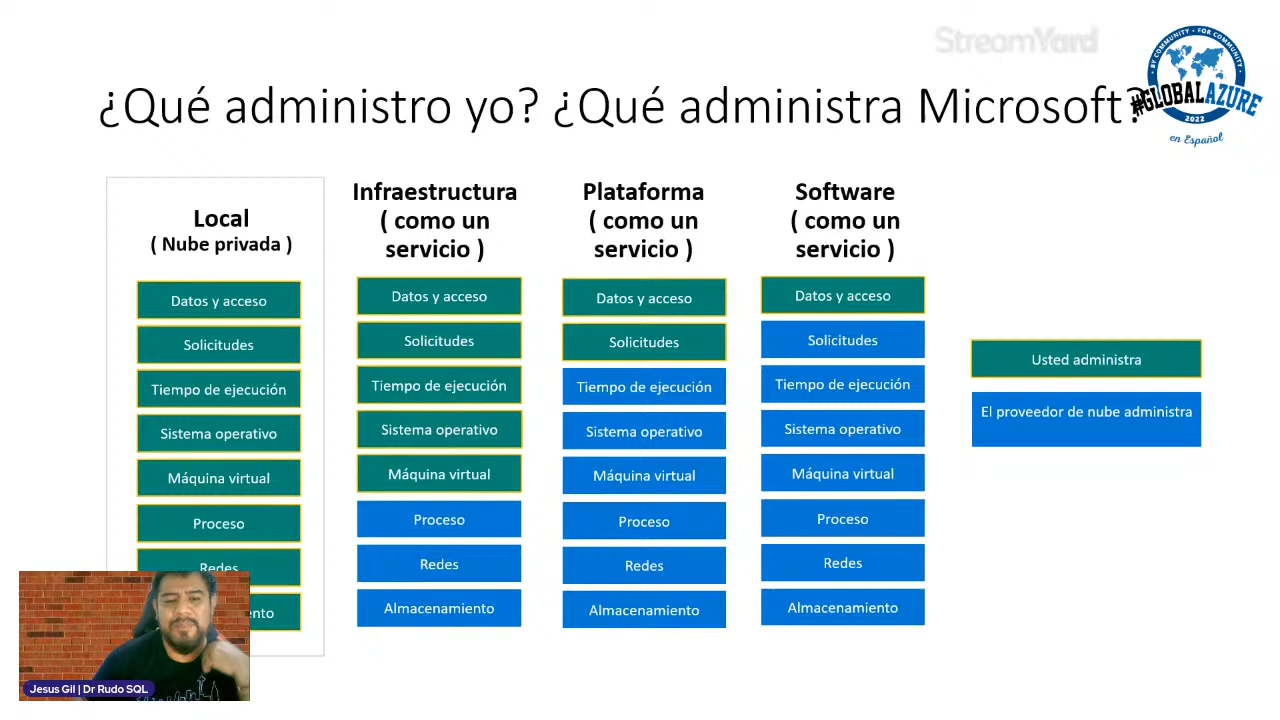 StreamYard
BY COMMUNITY • FOR COMMUNITY
#GLOBALAZURE
2022
en Español
¿Qué administro yo? ¿Qué administra Microsoft?
Local
( Nube privada )
Datos y acceso
Solicitudes
Tiempo de ejecución
Sistema operativo
Máquina virtual
Proceso
Redes
ento
Infraestructura
( como un
servicio )
Datos y acceso
Solicitudes
Tiempo de ejecución
Sistema operativo
Máquina virtual
Proceso
Redes
Almacenamiento
Plataforma
( como un
servicio )
Datos y acceso
Solicitudes
Tiempo de ejecución
Sistema operativo
Máquina virtual
Proceso
Redes
Almacenamiento
Software
( como un
servicio )
Datos y acceso
Solicitudes
Tiempo de ejecución
Sistema operativo
Máquina virtual
Proceso
Redes
Almacenamiento
Usted administra
El proveedor de nube administra
Jesus Gil | Dr Rudo SQL